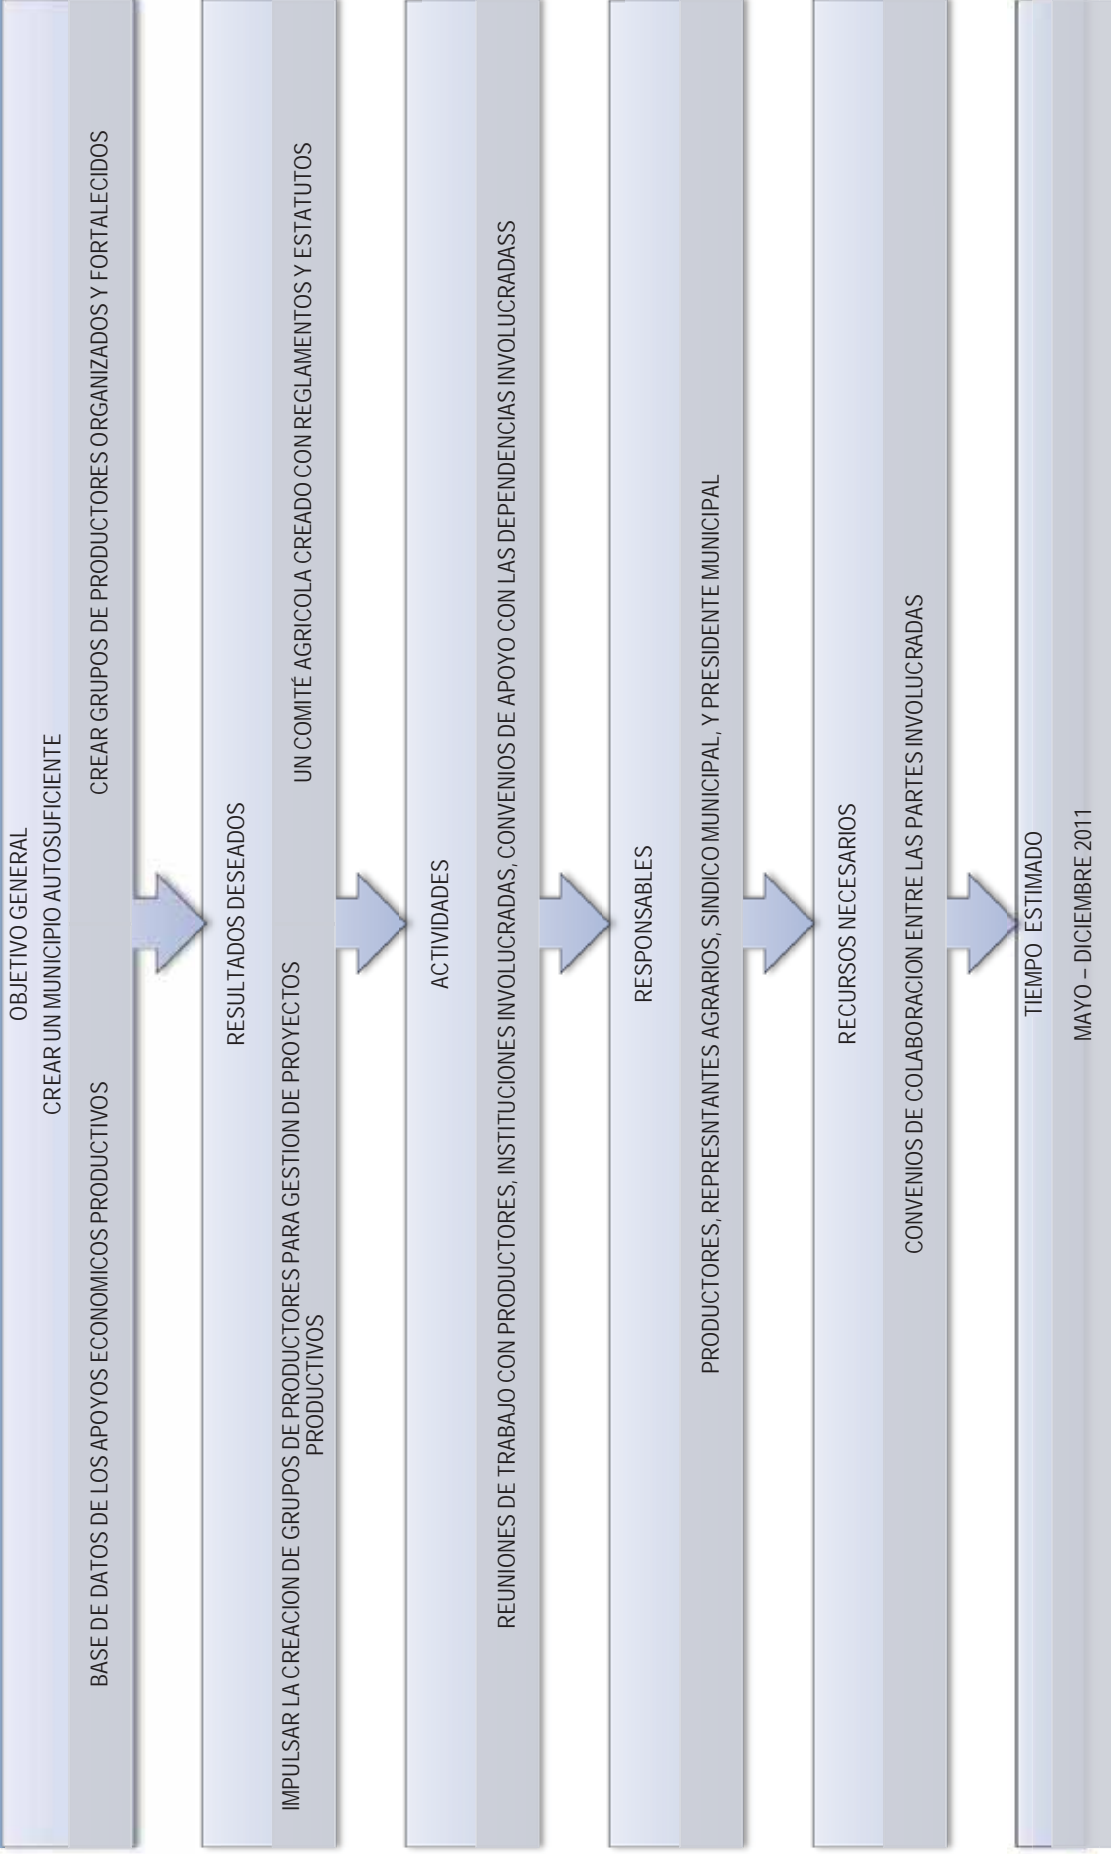 OBJETIVO GENERAL
CREAR UN MUNICIPIO AUTOSUFICIENTE
BASE DE DATOS DE LOS APOYOS ECONOMICOS PRODUCTIVOS
CREAR GRUPOS DE PRODUCTORES ORGANIZADOS Y FORTALECIDOS
RESULTADOS DESEADOS
IMPULSAR LA CREACION DE GRUPOS DE PRODUCTORES PARA GESTION DE PROYECTOS
PRODUCTIVOS
UN COMITÉ AGRICOLA CREADO CON REGLAMENTOS Y ESTATUTOS
ACTIVIDADES
REUNIONES DE TRABAJO CON PRODUCTORES, INSTITUCIONES INVOLUCRADAS, CONVENIOS DE APOYO CON LAS DEPENDENCIAS INVOLUCRADASS
RESPONSABLES
PRODUCTORES, REPRESNTANTES AGRARIOS, SINDICO MUNICIPAL, Y PRESIDENTE MUNICIPAL
RECURSOS NECESARIOS
CONVENIOS DE COLABORACION ENTRE LAS PARTES INVOLUCRADAS
TIEMPO ESTIMADO
MAYO – DICIEMBRE 2011